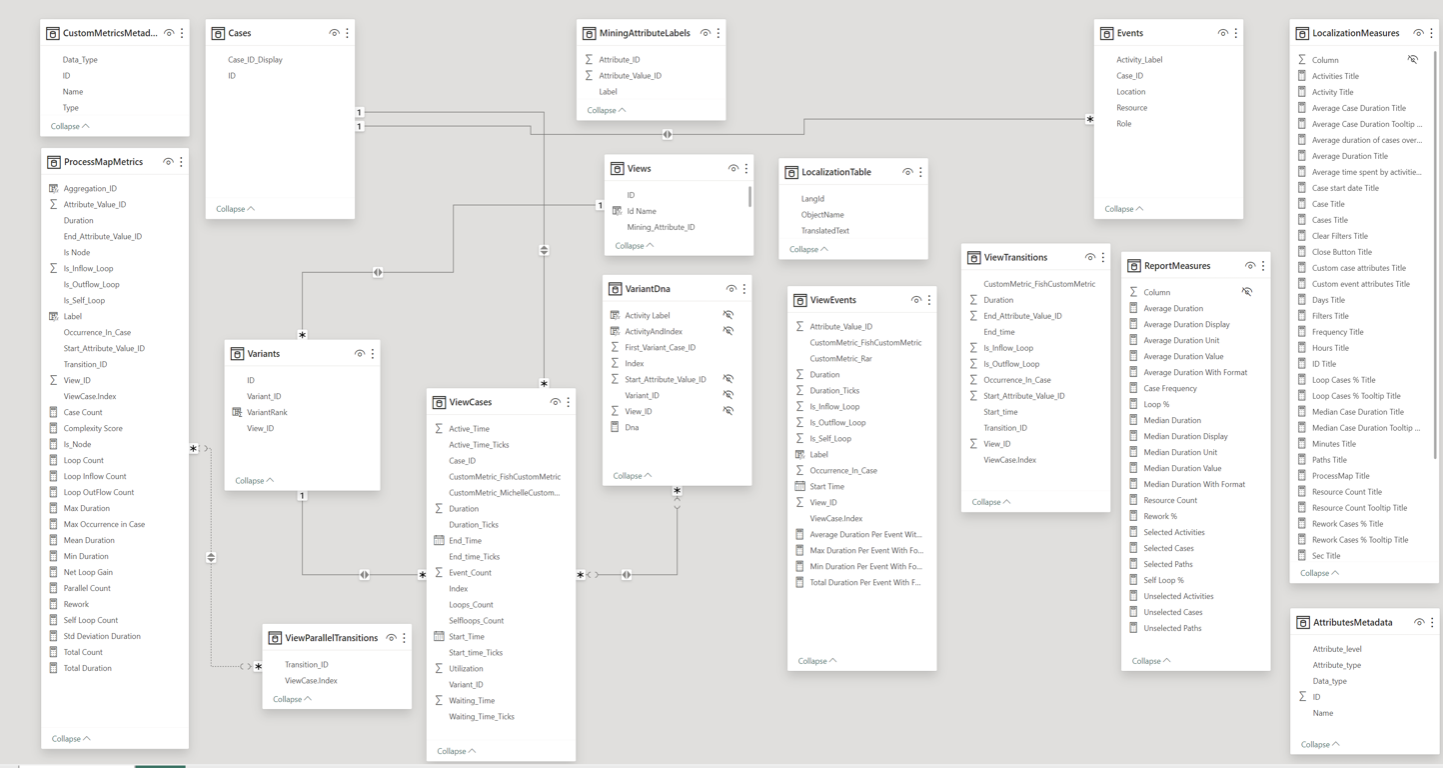 CustomMetricsMetad...
Data_Type
ID
Name
Type
Collapse
Cases
Case_ID_Display
ID
Collapse
MiningAttributeLabels
Attribute_ID
Attribute_Value_ID
Label
Collapse
Events
Activity_Label
Case_ID
Location
Resource
Role
Collapse
LocalizationMeasures
Column
Activities Title
Activity Title
Average Case Duration Title
Average Case Duration Tooltip ...
Average duration of cases over...
Average Duration Title
Average time spent by activitie...
Case start date Title
Case Title
Cases Title
Clear Filters Title
Close Button Title
Custom case attributes Title
Custom event attributes Title
Days Title
Filters Title
Frequency Title
Hours Title
ID Title
Loop Cases % Title
Loop Cases % Tooltip Title
Median Case Duration Title
Median Case Duration Tooltip ...
Minutes Title
Paths Title
ProcessMap Title
Resource Count Title
Resource Count Tooltip Title
Rework Cases % Title
Rework Cases % Tooltip Title
Sec Title
Collapse
ProcessMapMetrics
Aggregation_ID
Attribute_Value_ID
Duration
End_Attribute_Value_ID
Is Node
Is_Inflow_Loop
Is_Outflow_Loop
Is_Self_Loop
Label
Occurrence_In_Case
Start_Attribute_Value_ID
Transition_ID
View_ID
ViewCase.Index
Case Count
Complexity Score
Is_Node
Loop Count
Loop Inflow Count
Loop OutFlow Count
Max Duration
Max Occurrence in Case
Mean Duration
Min Duration
Net Loop Gain
Parallel Count
Rework
Self Loop Count
Std Deviation Duration
Total Count
Total Duration
Collapse
Views
ID
Id Name
Mining_Attribute_ID
Collapse
LocalizationTable
LangId
ObjectName
TranslatedText
Collapse
ViewTransitions
CustomMetric_FishCustomMetric
Duration
End_Attribute_Value_ID
End_time
Is_Inflow_Loop
Is_Outflow_Loop
Occurrence_In_Case
Start_Attribute_Value_ID
Start_time
Transition_ID
View_ID
ViewCase.Index
Collapse
ReportMeasures
Column
Average Duration
Average Duration Display
Average Duration Unit
Average Duration Value
Average Duration With Format
Case Frequency
Loop %
Median Duration
Median Duration Display
Median Duration Unit
Median Duration Value
Median Duration With Format
Resource Count
Rework %
Selected Activities
Selected Cases
Selected Paths
Self Loop %
Unselected Activities
Unselected Cases
Unselected Paths
Collapse
VariantDna
Activity Label
ActivityAndIndex
First_Variant_Case_ID
Index
Start_Attribute_Value_ID
Variant_ID
View_ID
Dna
Collapse
ViewEvents
Attribute_Value_ID
CustomMetric_FishCustomMetric
CustomMetric_Rar
Duration
Duration_Ticks
Is_Inflow_Loop
Is_Outflow_Loop
Is_Self_Loop
Label
Occurrence_In_Case
Start Time
View_ID
ViewCase.Index
Average Duration Per Event Wit...
Max Duration Per Event With Fo...
Min Duration Per Event With Fo...
Total Duration Per Event With F...
Collapse
Variants
ID
Variant_ID
VariantRank
View_ID
Collapse
ViewCases
Active_Time
Active_Time_Ticks
Case_ID
CustomMetric_FishCustomMetric
CustomMetric_MichelleCustom...
Duration
Duration_Ticks
End_Time
End_time_Ticks
Event_Count
Index
Loops_Count
Selfloops_Count
Start_Time
Start_time_Ticks
Utilization
Variant_ID
Waiting_Time
Waiting_Time_Ticks
Collapse
ViewParallelTransitions
Transition_ID
ViewCase.Index
Collapse
AttributesMetadata
Attribute_level
Attribute_type
Data_type
ID
Name
Collapse
1
1
*
1
*
*
1
*
*
*
*
*